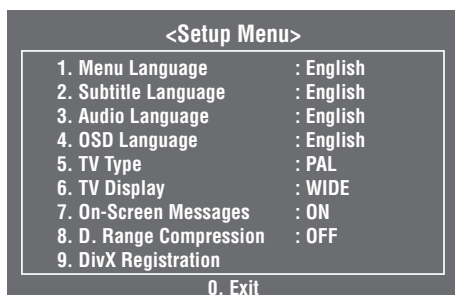 <Setup Menu>
1. Menu Language : English
2. Subtitle Language : English
3. Audio Language : English
4. OSD Language : English
5. TV Type : PAL
6. TV Display : WIDE
7. On-Screen Messages : ON
8. D. Range Compression : OFF
9. DivX Registration
0. Exit